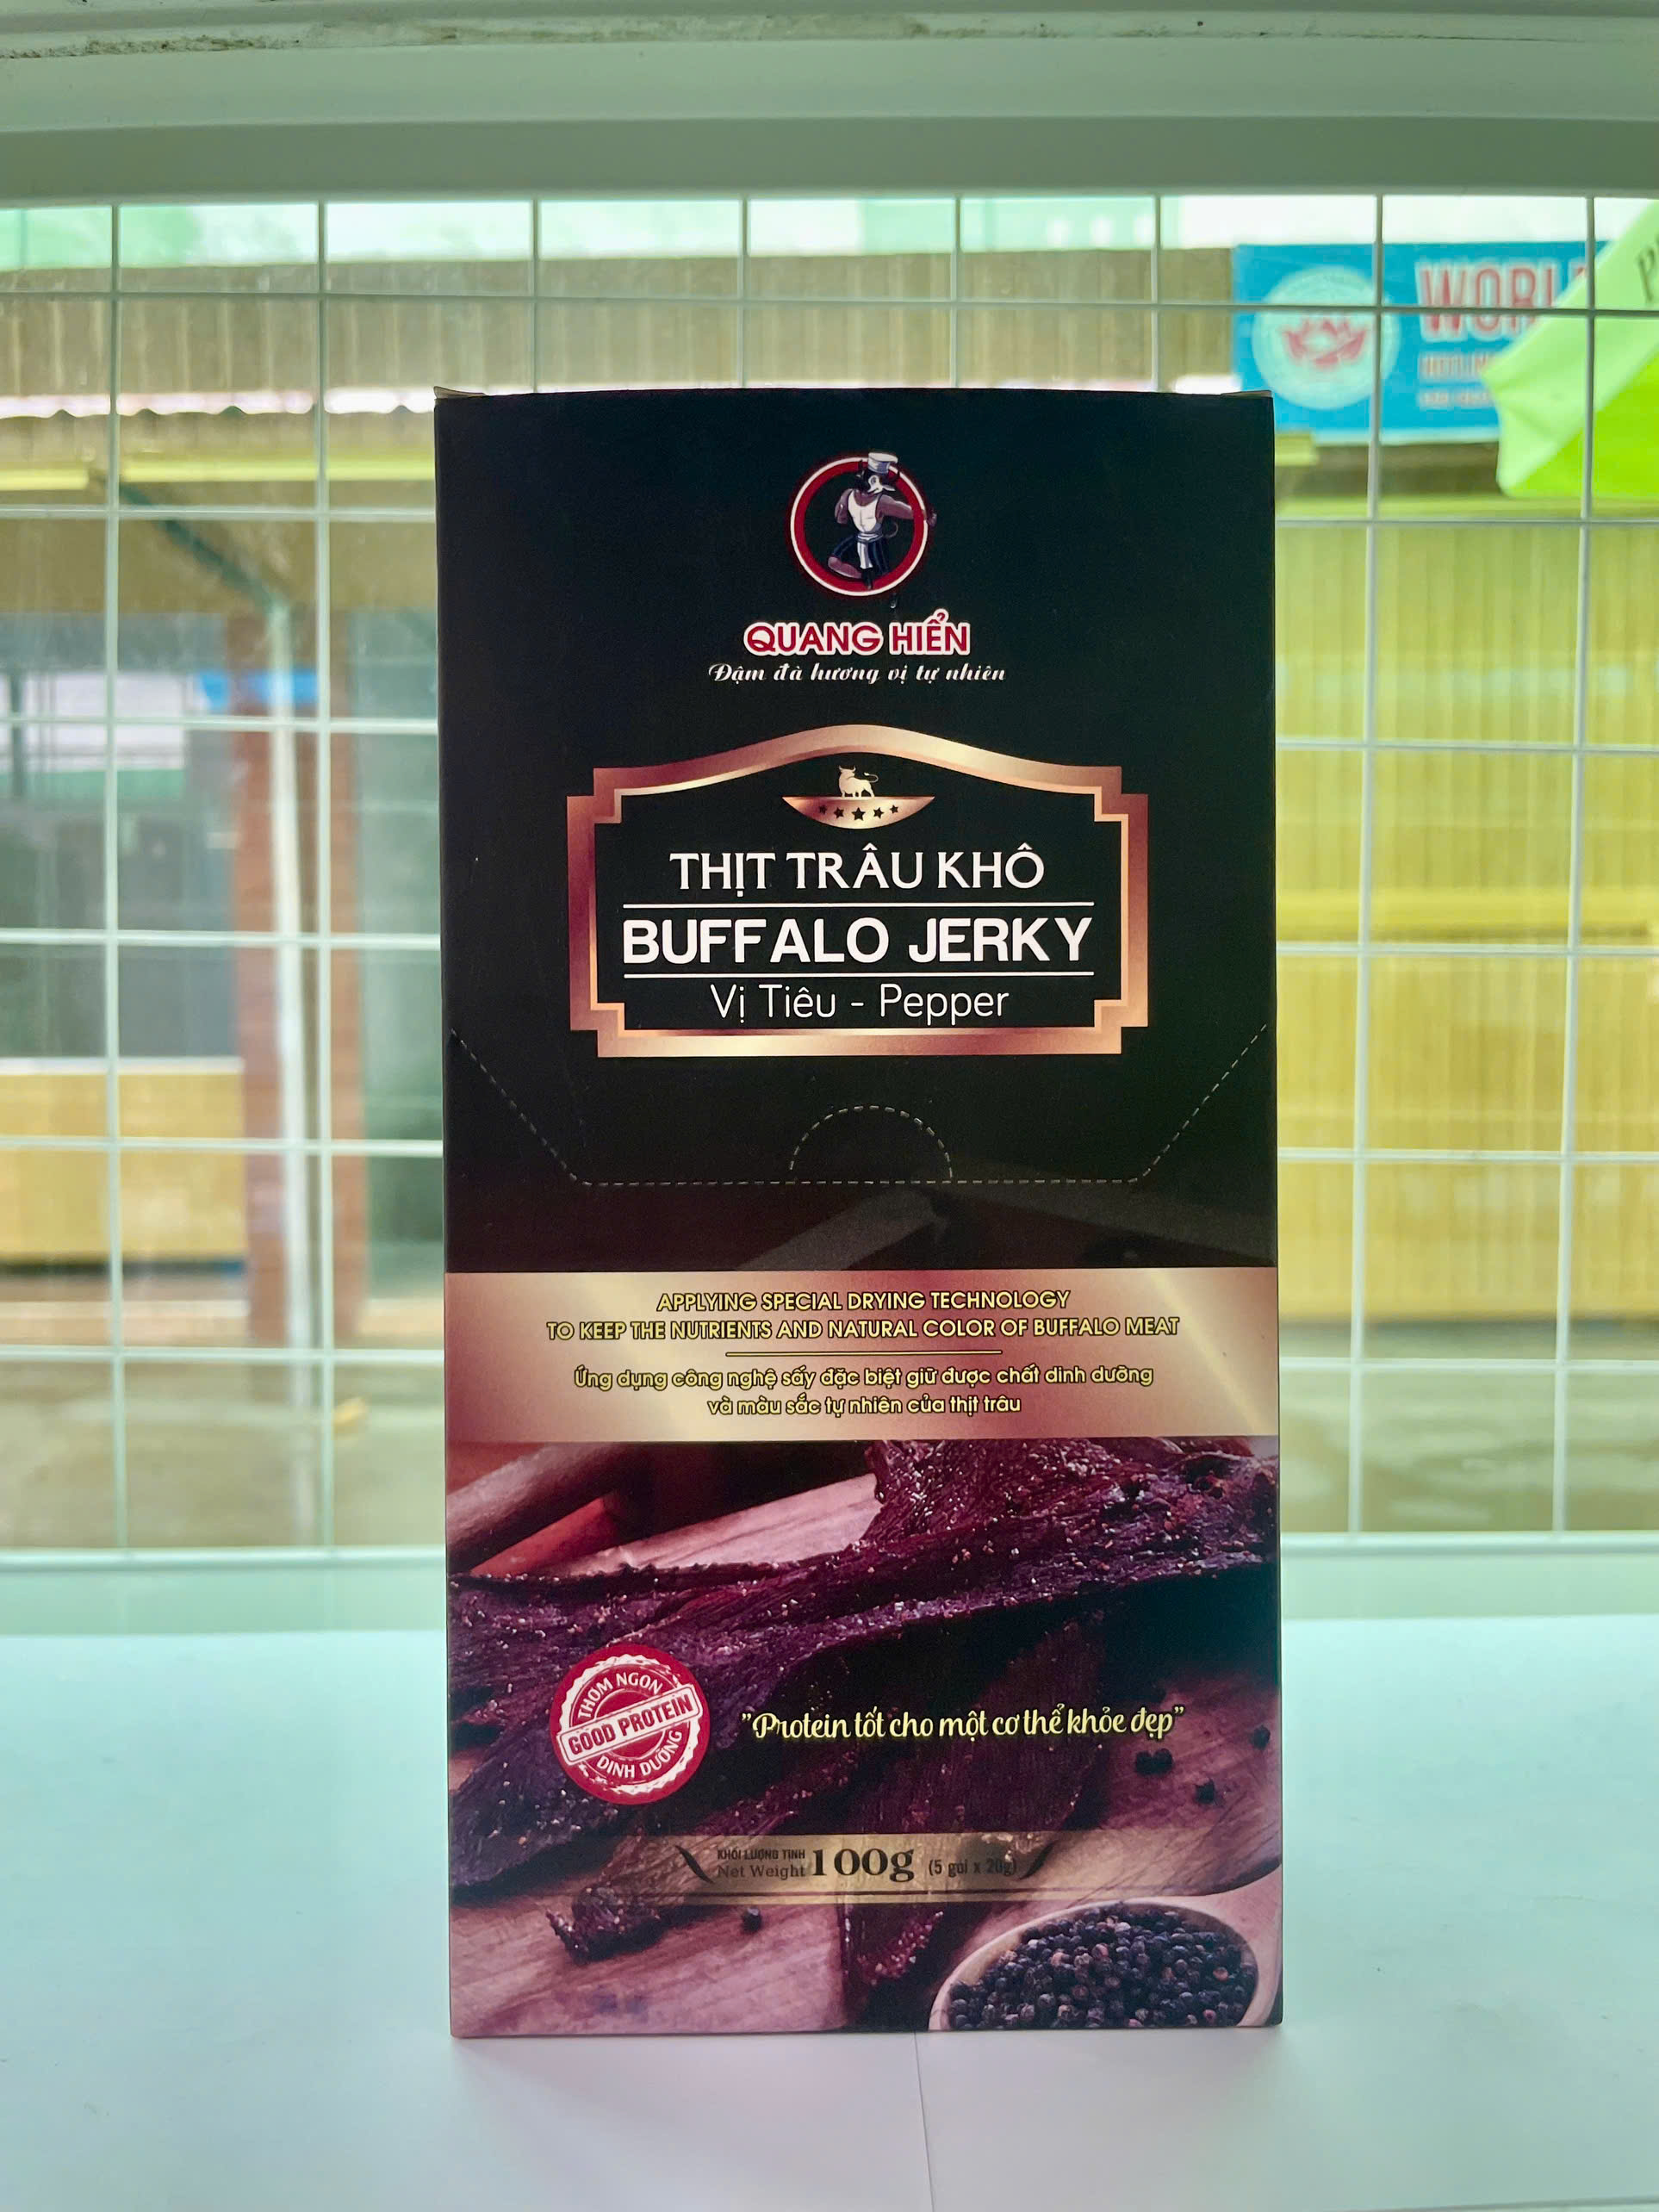 WORL
QUANG HIỂN
Đậm đà hương vị tự nhiên
THỊT TRÂU KHÔ
BUFFALO JERKY
Vị Tiêu - Pepper
APPLYING SPECIAL DRYING TECHNOLOGY
TO KEEP THE NUTRIENTS AND NATURAL COLOR OF BUFFALO MEAT
Ứng dụng công nghệ sấy đặc biệt giữ được chất dinh dưỡng
và màu sắc tự nhiên của thịt trâu
THƠM NGON
GOOD PROTEIN
DINH DƯỠNG
"Protein tốt cho một cơ thể khỏe đẹp"
KHỐI LƯỢNG TỊNH
Net Weight 100g (5 gói x 20g)